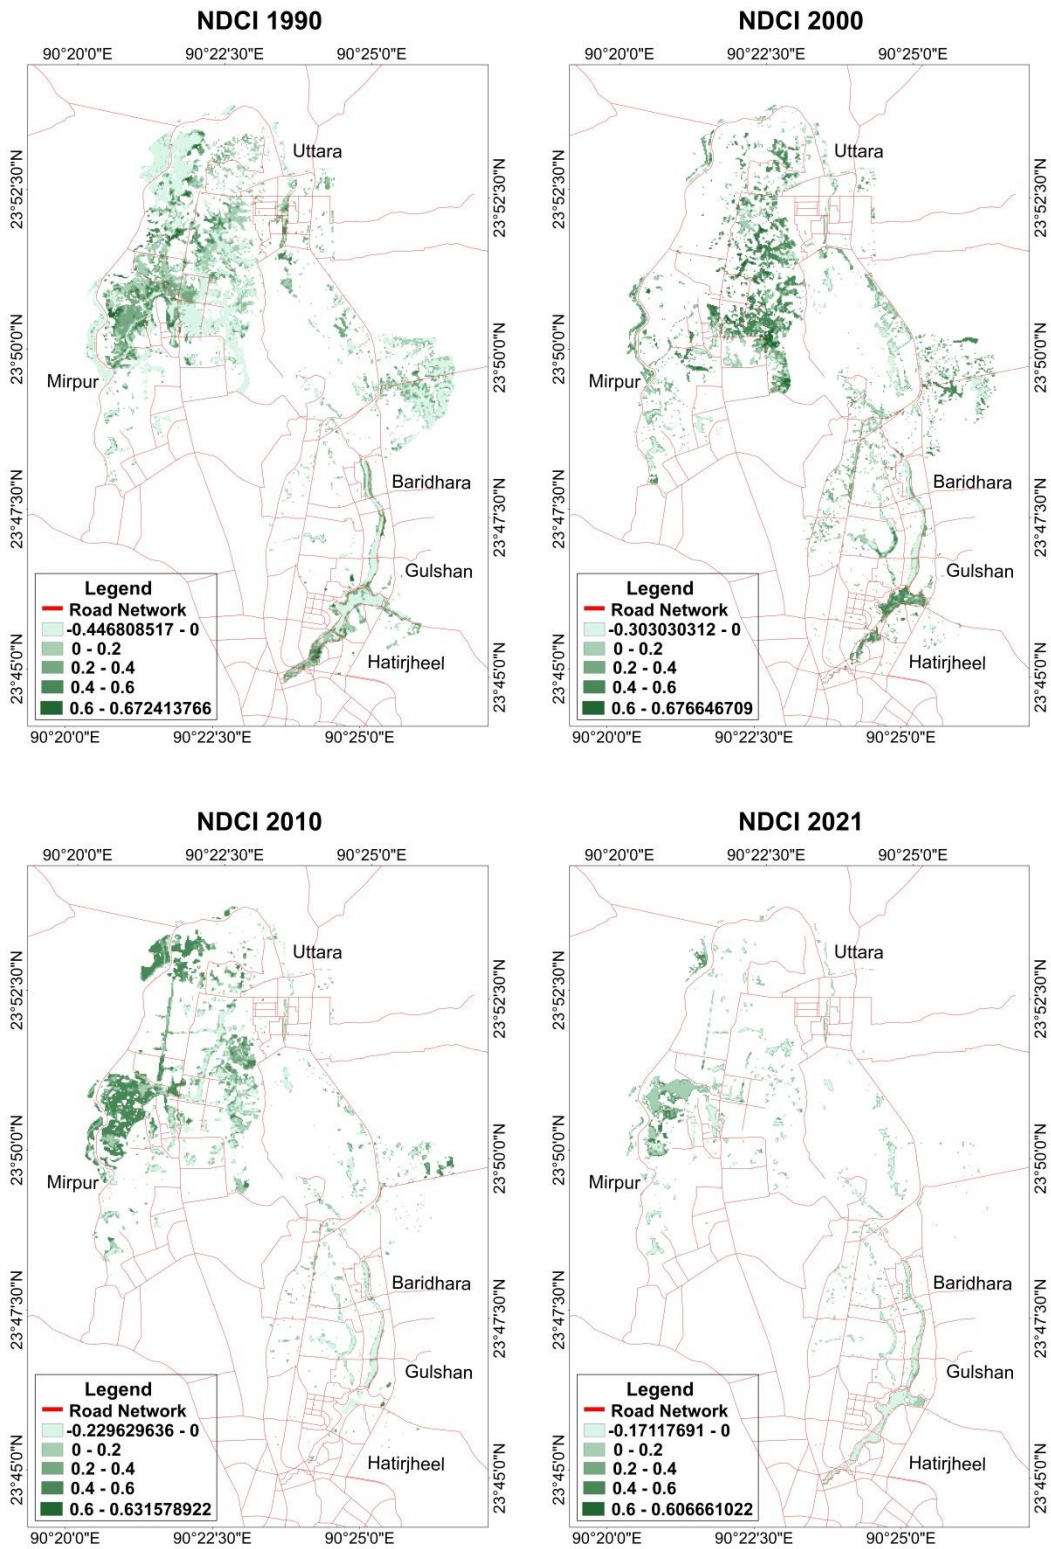 NDCI 1990
90°20'0"E 90°22'30"E 90°25'0"E
23°52'30"N
23°50'0"N
23°47'30"N
23°45'0"N
Uttara
Mirpur
Baridhara
Gulshan
Hatirjheel
Legend
Road Network
-0.446808517 - 0
0 - 0.2
0.2 - 0.4
0.4 - 0.6
0.6 - 0.672413766
23°52'30"N
23°50'0"N
23°47'30"N
23°45'0"N
90°20'0"E 90°22'30"E 90°25'0"E
NDCI 2000
90°20'0"E 90°22'30"E 90°25'0"E
23°52'30"N
23°50'0"N
23°47'30"N
23°45'0"N
Uttara
Mirpur
Baridhara
Gulshan
Hatirjheel
Legend
Road Network
-0.303030312 - 0
0 - 0.2
0.2 - 0.4
0.4 - 0.6
0.6 - 0.676646709
23°52'30"N
23°50'0"N
23°47'30"N
23°45'0"N
90°20'0"E 90°22'30"E 90°25'0"E
NDCI 2010
90°20'0"E 90°22'30"E 90°25'0"E
23°52'30"N
23°50'0"N
23°47'30"N
23°45'0"N
Uttara
Mirpur
Baridhara
Gulshan
Hatirjheel
Legend
Road Network
-0.229629636 - 0
0 - 0.2
0.2 - 0.4
0.4 - 0.6
0.6 - 0.631578922
23°52'30"N
23°50'0"N
23°47'30"N
23°45'0"N
90°20'0"E 90°22'30"E 90°25'0"E
NDCI 2021
90°20'0"E 90°22'30"E 90°25'0"E
23°52'30"N
23°50'0"N
23°47'30"N
23°45'0"N
Uttara
Mirpur
Baridhara
Gulshan
Hatirjheel
Legend
Road Network
-0.17117691 - 0
0 - 0.2
0.2 - 0.4
0.4 - 0.6
0.6 - 0.606661022
23°52'30"N
23°50'0"N
23°47'30"N
23°45'0"N
90°20'0"E 90°22'30"E 90°25'0"E